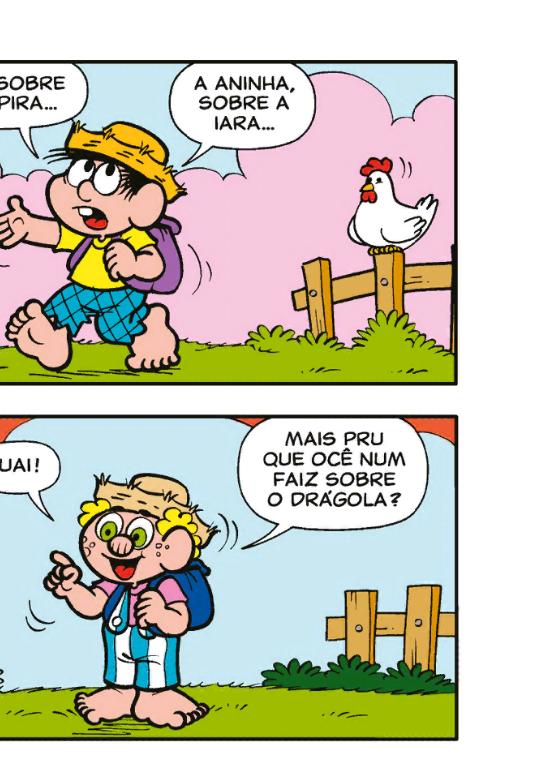 SOBRE
PIRA...
A ANINHA,
SOBRE A
IARA...
UAI!
MAIS PRU
QUE OCÊ NUM
FAIZ SOBRE
O DRÁGOLA?